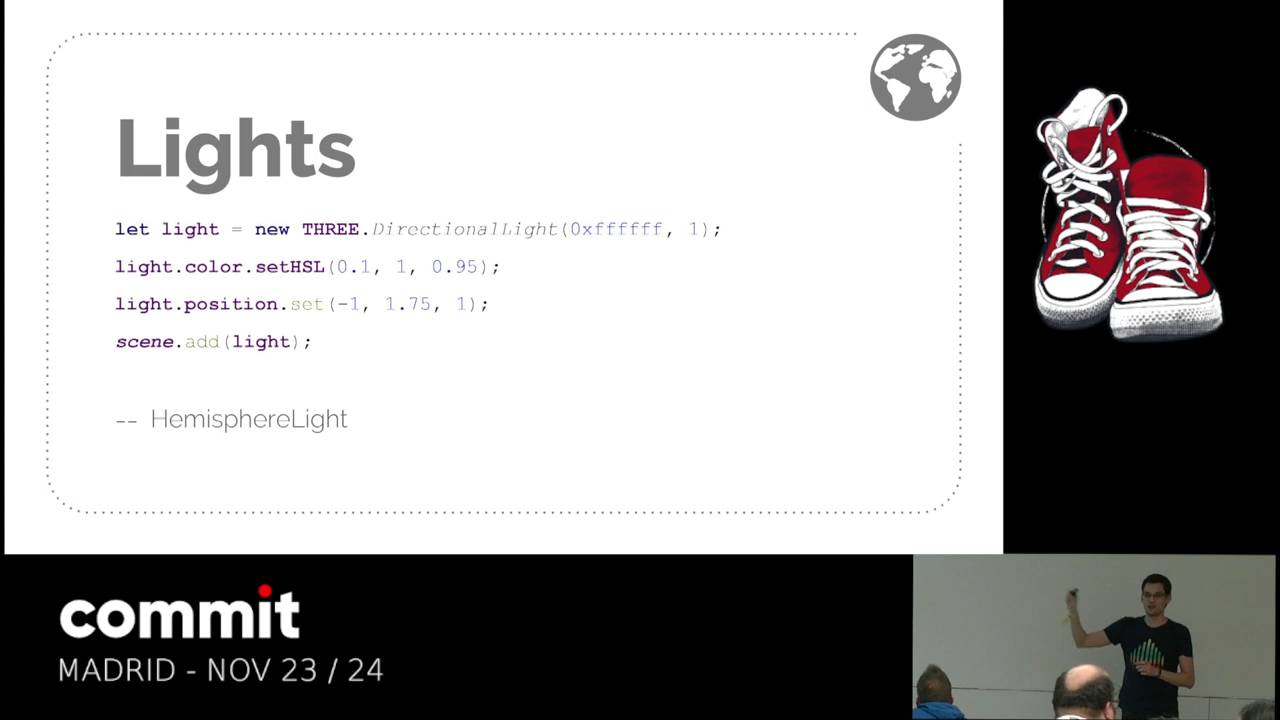 Lights
let light = new THREE.DirectionalLight(0xffffff, 1);
light.color.setHSL(0.1, 1, 0.95);
light.position.set(-1, 1.75, 1);
scene.add(light);
-- HemisphereLight
commit
MADRID - NOV 23 / 24